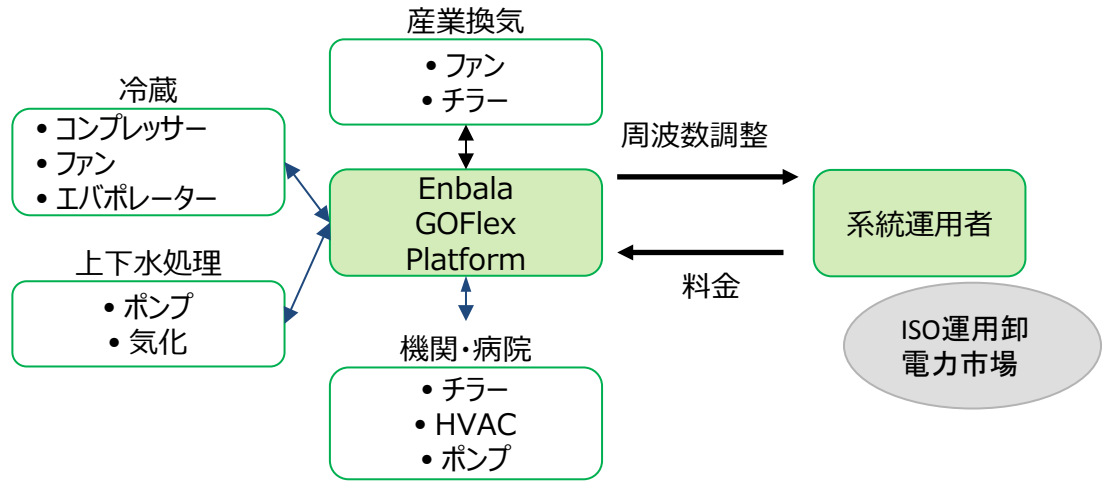 産業換気
• ファン
• チラー
冷蔵
• コンプレッサー
• ファン
• エバポレーター
周波数調整
Enbala
GOFlex
Platform
系統運用者
上下水処理
• ポンプ
• 気化
料金
ISO運用卸
電力市場
機関・病院
• チラー
• HVAC
• ポンプ